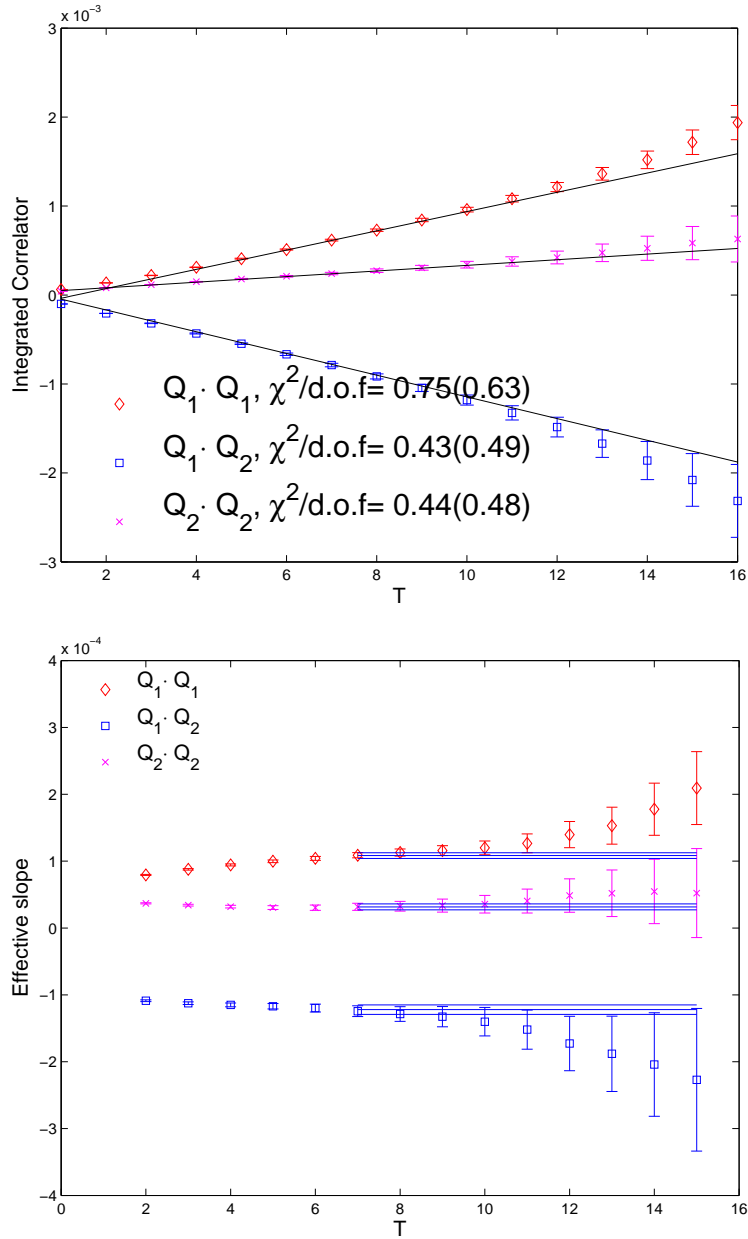 x 10⁻³
3
2
1
0
−1
−2
−3
Integrated Correlator
Q₁· Q₁, χ²/d.o.f= 0.75(0.63)
Q₁· Q₂, χ²/d.o.f= 0.43(0.49)
Q₂· Q₂, χ²/d.o.f= 0.44(0.48)
2 4 6 8 10 12 14 16
T
x 10⁻⁴
4
3
2
1
0
−1
−2
−3
−4
Effective slope
Q₁· Q₁
Q₁· Q₂
Q₂· Q₂
0 2 4 6 8 10 12 14 16
T